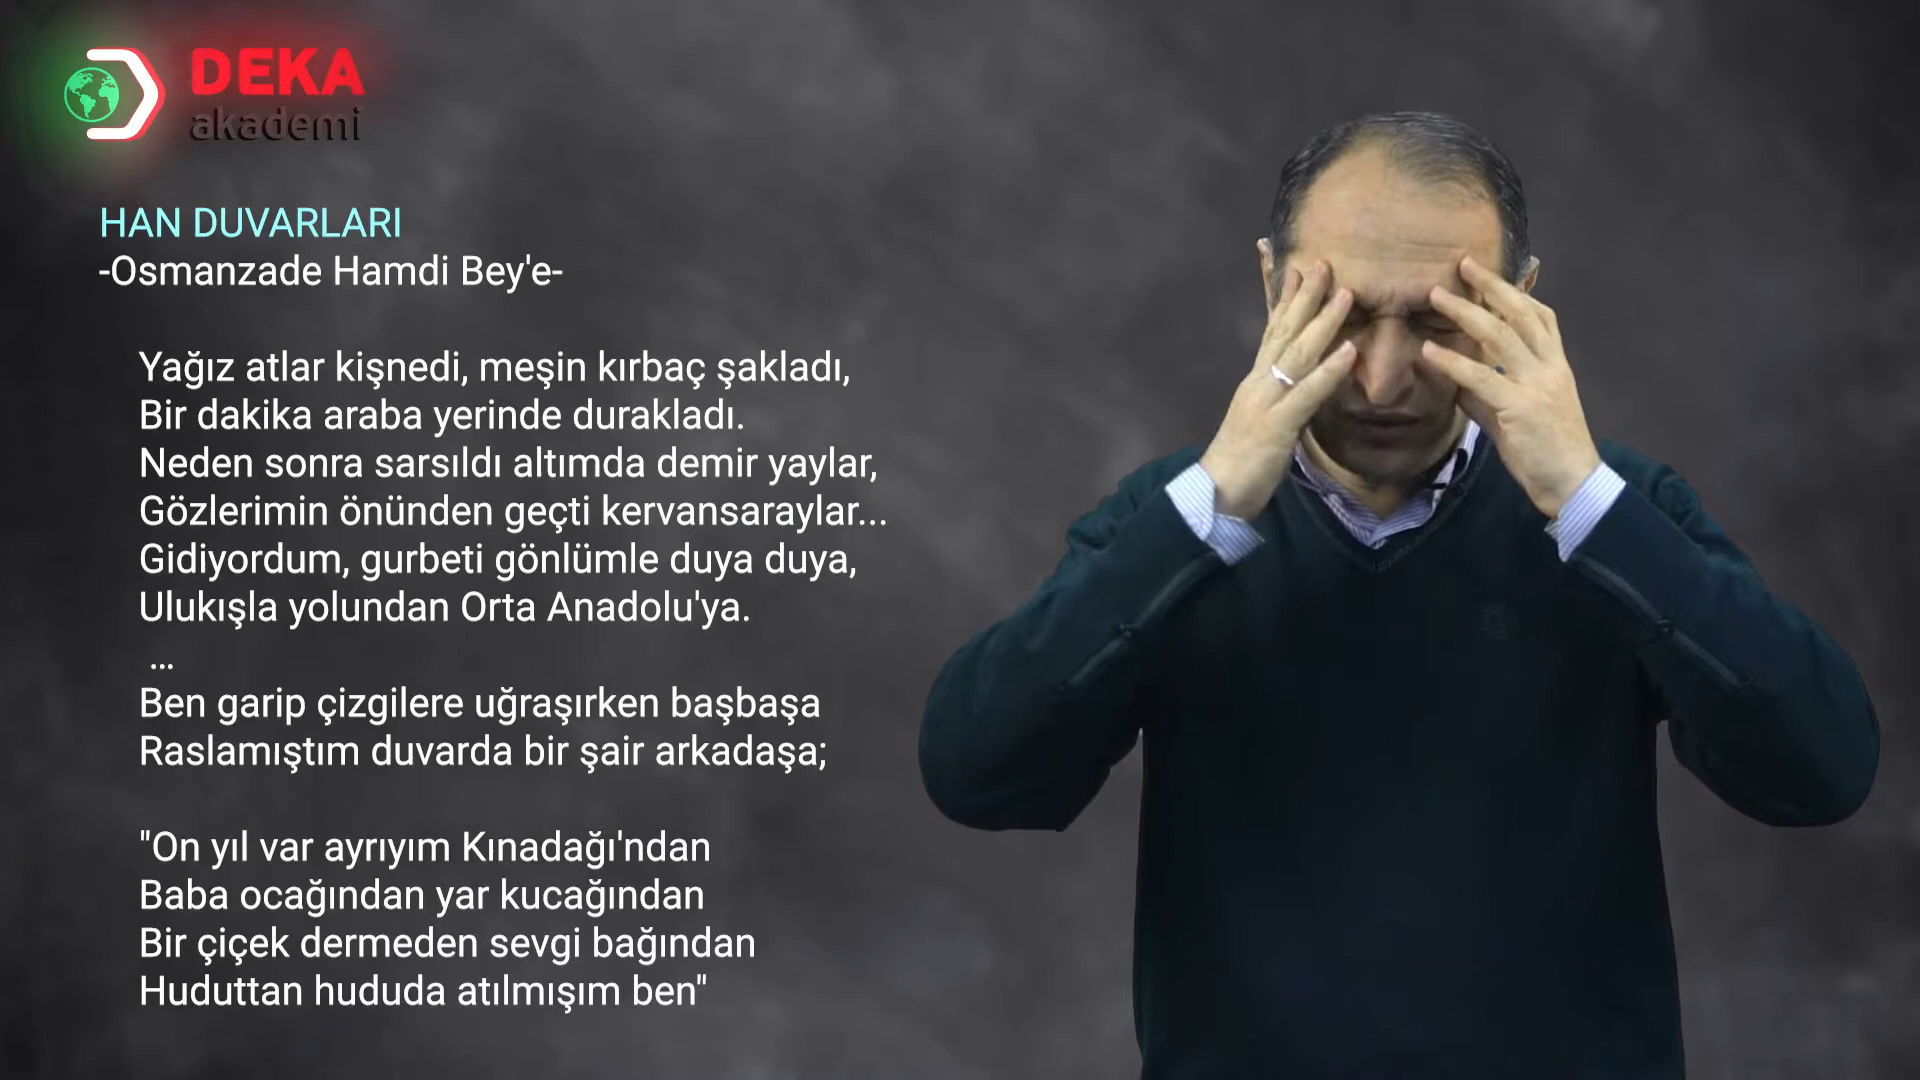 DEKA
akademi
HAN DUVARLARI
-Osmanzade Hamdi Bey'e-
Yağız atlar kişnedi, meşin kırbaç şakladı,
Bir dakika araba yerinde durakladı.
Neden sonra sarsıldı altımda demir yaylar,
Gözlerimin önünden geçti kervansaraylar...
Gidiyordum, gurbeti gönlümle duya duya,
Ulukışla yolundan Orta Anadolu'ya.
...
Ben garip çizgilere uğraşırken başbaşa
Raslamıştım duvarda bir şair arkadaşa;
"On yıl var ayrıyım Kınadağı'ndan
Baba ocağından yar kucağından
Bir çiçek dermeden sevgi bağından
Huduttan hududa atılmışım ben"